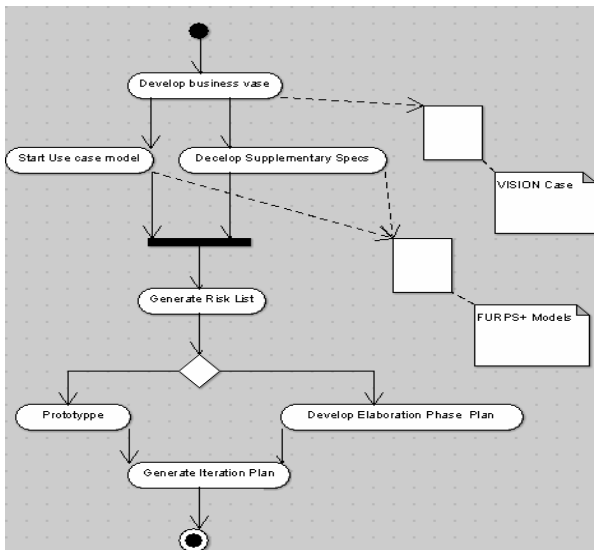 Develop business vase
Start Use case model
Decelop Supplementary Specs
VISION Case
Generate Risk List
FURPS+ Models
Prototyppe
Develop Elaboration Phase Plan
Generate Iteration Plan